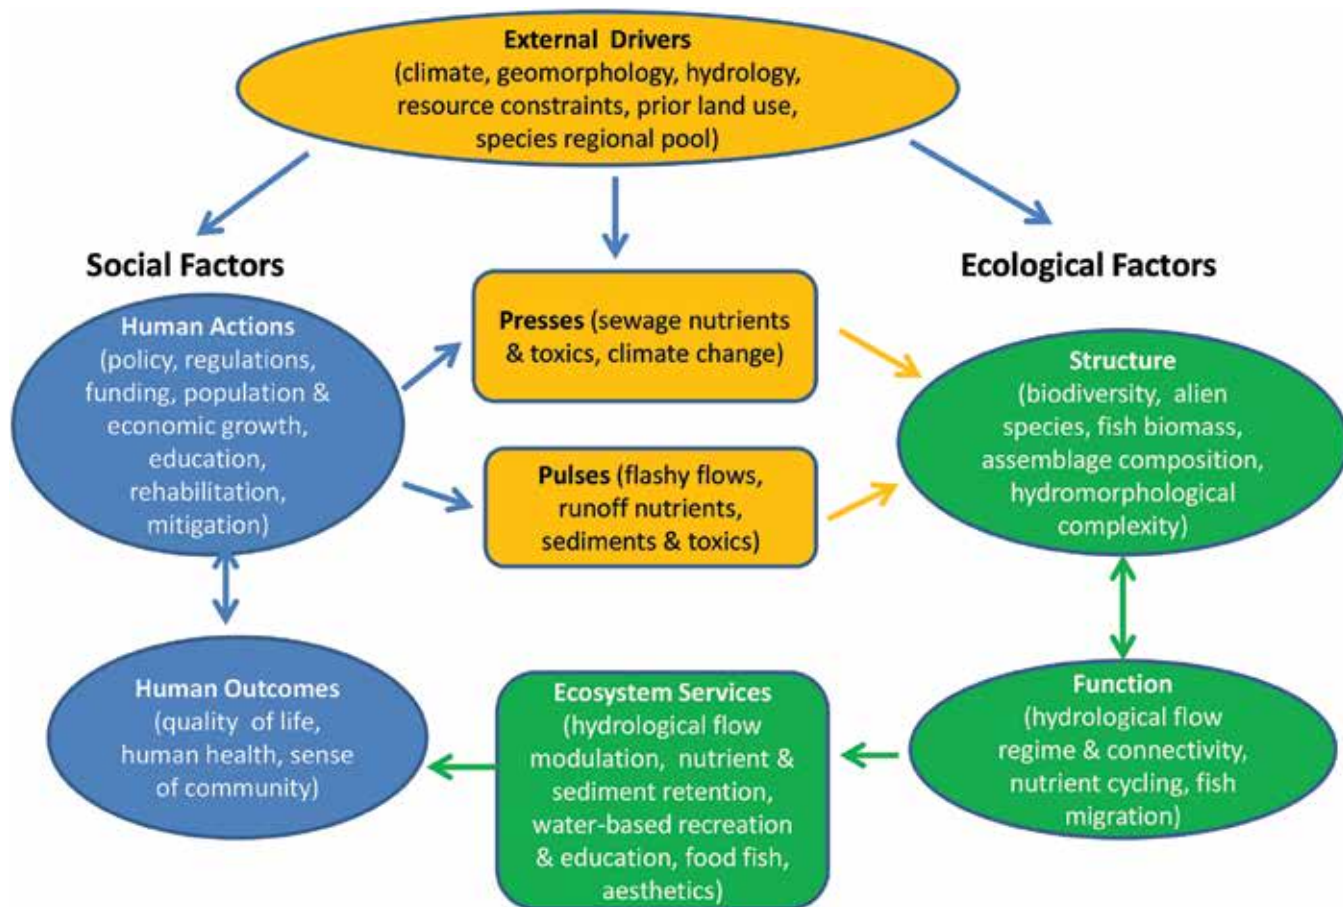 External Drivers
(climate, geomorphology, hydrology,
resource constraints, prior land use,
species regional pool)
Social Factors
Ecological Factors
Human Actions
(policy, regulations,
funding, population &
economic growth,
education,
rehabilitation,
mitigation)
Presses (sewage nutrients
& toxics, climate change)
Pulses (flashy flows,
runoff nutrients,
sediments & toxics)
Structure
(biodiversity, alien
species, fish biomass,
assemblage composition,
hydromorphological
complexity)
Human Outcomes
(quality of life,
human health, sense
of community)
Ecosystem Services
(hydrological flow
modulation, nutrient &
sediment retention,
water-based recreation
& education, food fish,
aesthetics)
Function
(hydrological flow
regime & connectivity,
nutrient cycling, fish
migration)